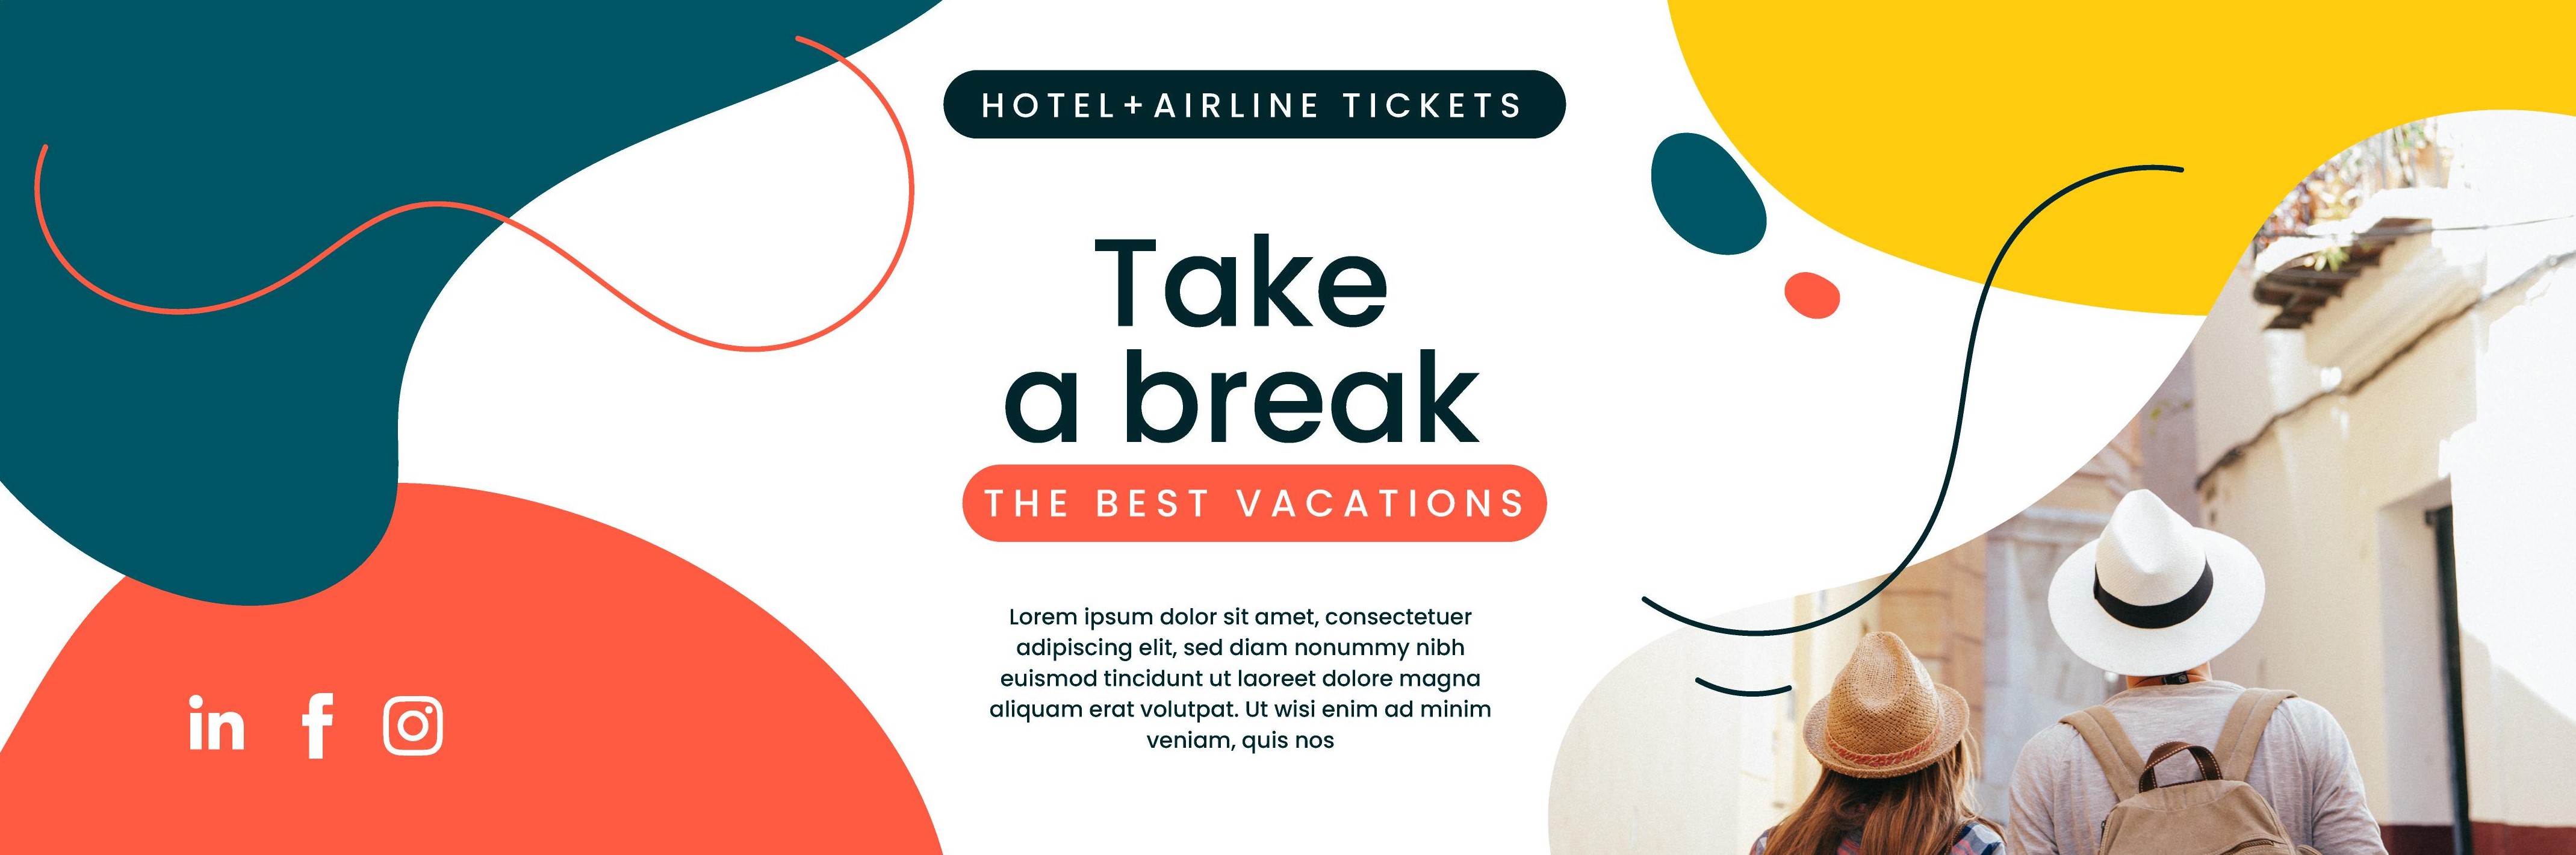 HOTEL+AIRLINE TICKETS
Take
a break
THE BEST VACATIONS
Lorem ipsum dolor sit amet, consectetuer
adipiscing elit, sed diam nonummy nibh
euismod tincidunt ut laoreet dolore magna
aliquam erat volutpat. Ut wisi enim ad minim
veniam, quis nos
in f